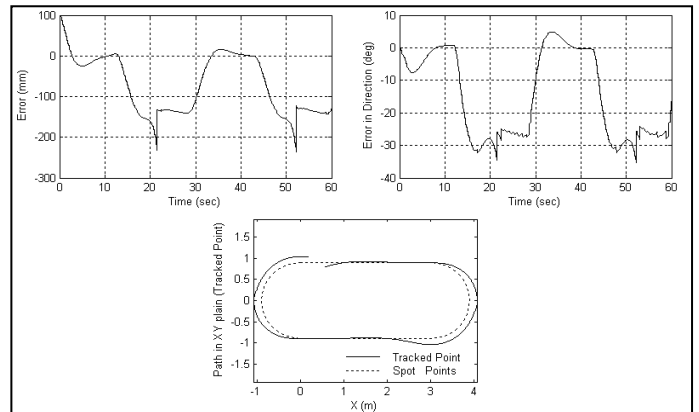 100
0
-100
-200
-300
Error (mm)
0 10 20 30 40 50 60
Time (sec)
10
0
-10
-20
-30
-40
Error in Direction (deg)
0 10 20 30 40 50 60
Time (sec)
1.5
1
0.5
0
-0.5
-1
-1.5
Path in XY plain (Tracked Point)
Tracked Point
Spot Points
-1 0 1 2 3 4
X (m)